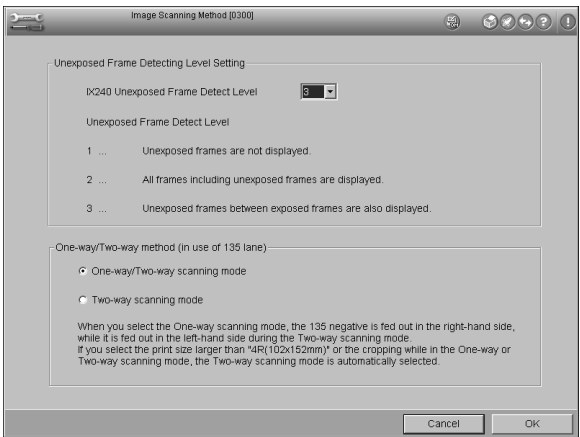 Image Scanning Method [0300]
Unexposed Frame Detecting Level Setting
IX240 Unexposed Frame Detect Level 3
Unexposed Frame Detect Level
1 ... Unexposed frames are not displayed.
2 ... All frames including unexposed frames are displayed.
3 ... Unexposed frames between exposed frames are also displayed.
One-way/Two-way method (in use of 135 lane)
One-way/Two-way scanning mode
Two-way scanning mode
When you select the One-way scanning mode, the 135 negative is fed out in the right-hand side,
while it is fed out in the left-hand side during the Two-way scanning mode.
If you select the print size larger than "4R(102x152mm)" or the cropping while in the One-way or
Two-way scanning mode, the Two-way scanning mode is automatically selected.
Cancel OK